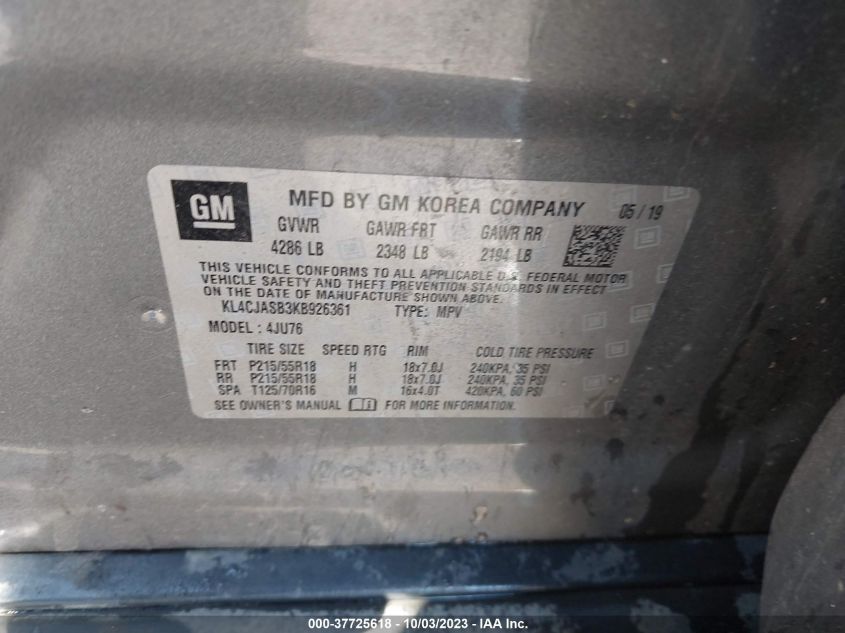 GM
MFD BY GM KOREA COMPANY 05/19
GVWR GAWR FRT GAWR RR
4286 LB 2348 LB 2194 LB
THIS VEHICLE CONFORMS TO ALL APPLICABLE U.S. FEDERAL MOTOR
VEHICLE SAFETY AND THEFT PREVENTION STANDARDS IN EFFECT
ON THE DATE OF MANUFACTURE SHOWN ABOVE.
KL4CJASB3KB926361 TYPE: MPV
MODEL: 4JU76
TIRE SIZE SPEED RTG RIM COLD TIRE PRESSURE
FRT P215/55R18 H 18x7.0J 240KPA, 35 PSI
RR P215/55R18 H 18x7.0J 240KPA, 35 PSI
SPA T125/70R16 M 16x4.0T 420KPA, 60 PSI
SEE OWNER'S MANUAL FOR MORE INFORMATION.
000-37725618 - 10/03/2023 - IAA Inc.